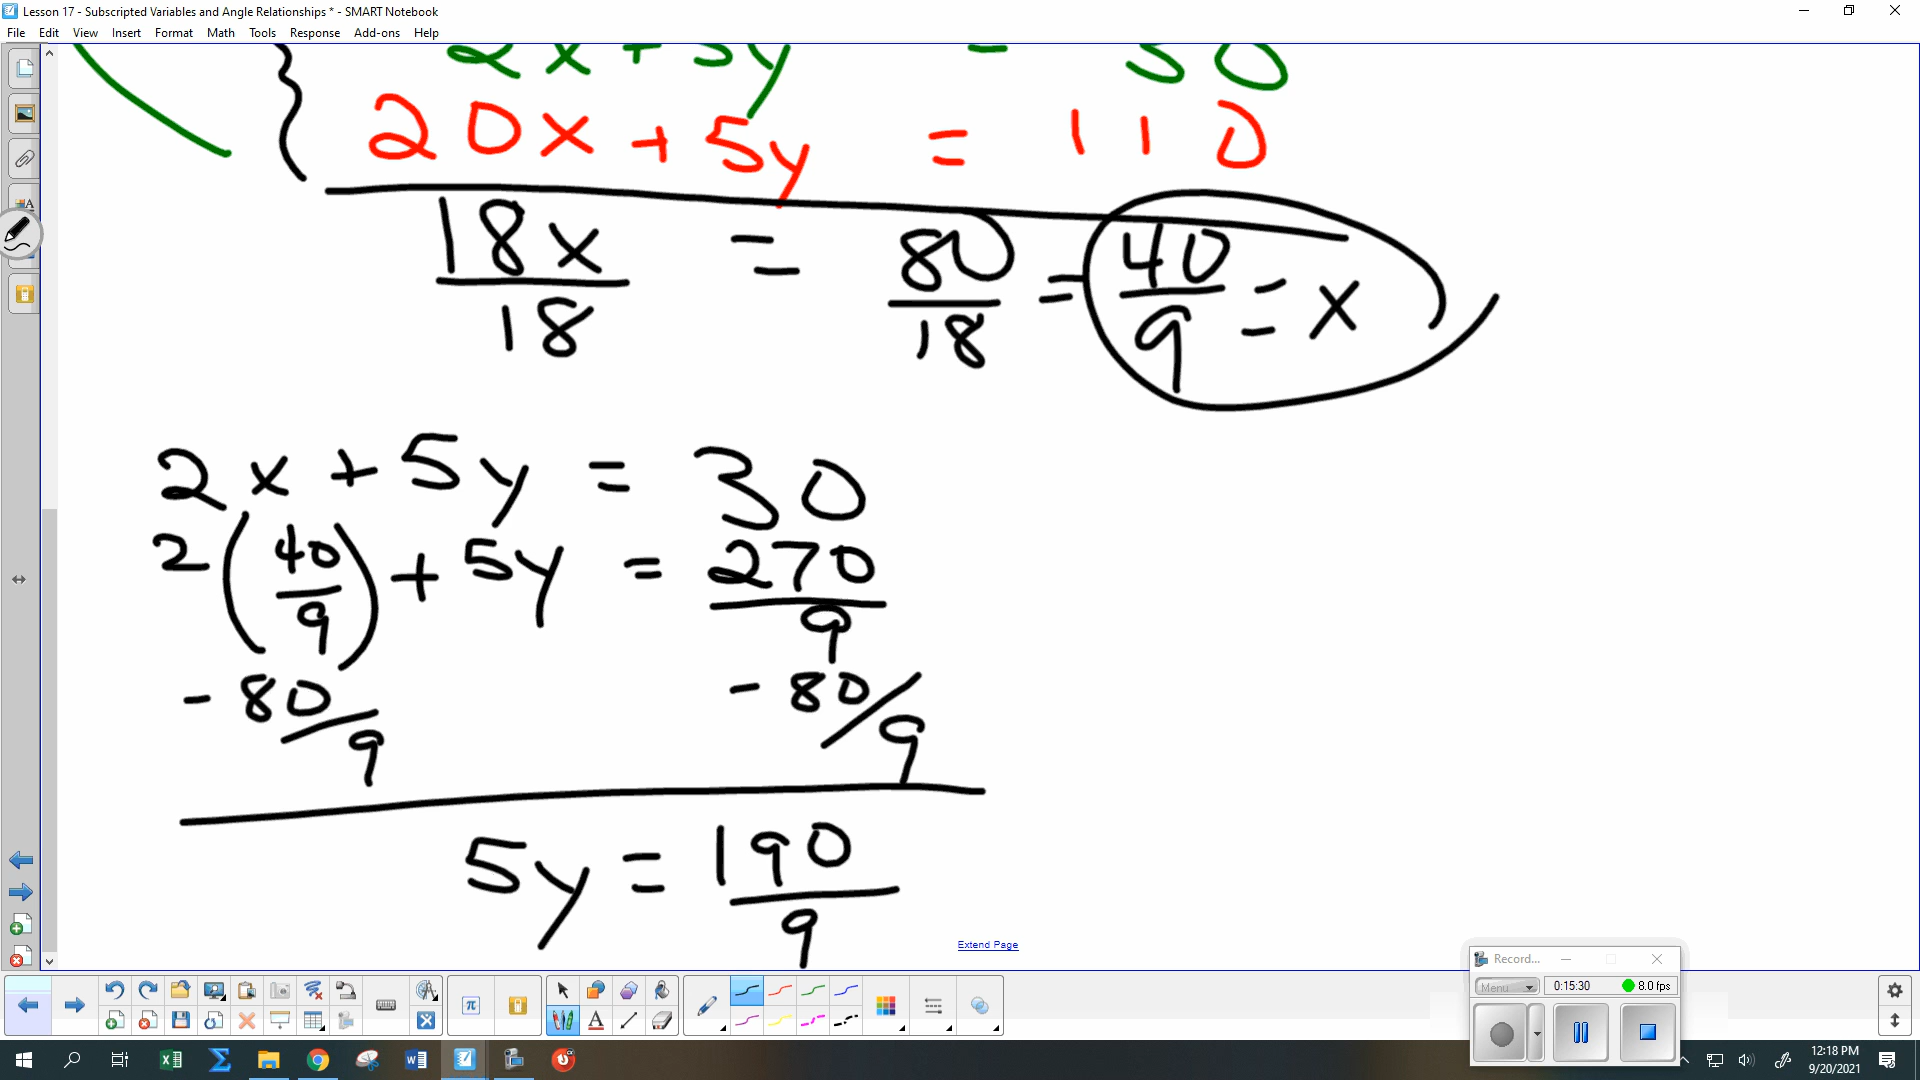 Lesson 17 - Subscripted Variables and Angle Relationships * - SMART Notebook
File Edit View Insert Format Math Tools Response Add-ons Help
2x + 5y = 30
20x + 5y = 110
18x = 80 = 40 = x
18 18 9
2x + 5y = 30
2(40/9) + 5y = 270/9
- 80/9 - 80/9
5y = 190/9
Extend Page
Record...
Menu 0:15:30 8.0 fps
12:18 PM
9/20/2021